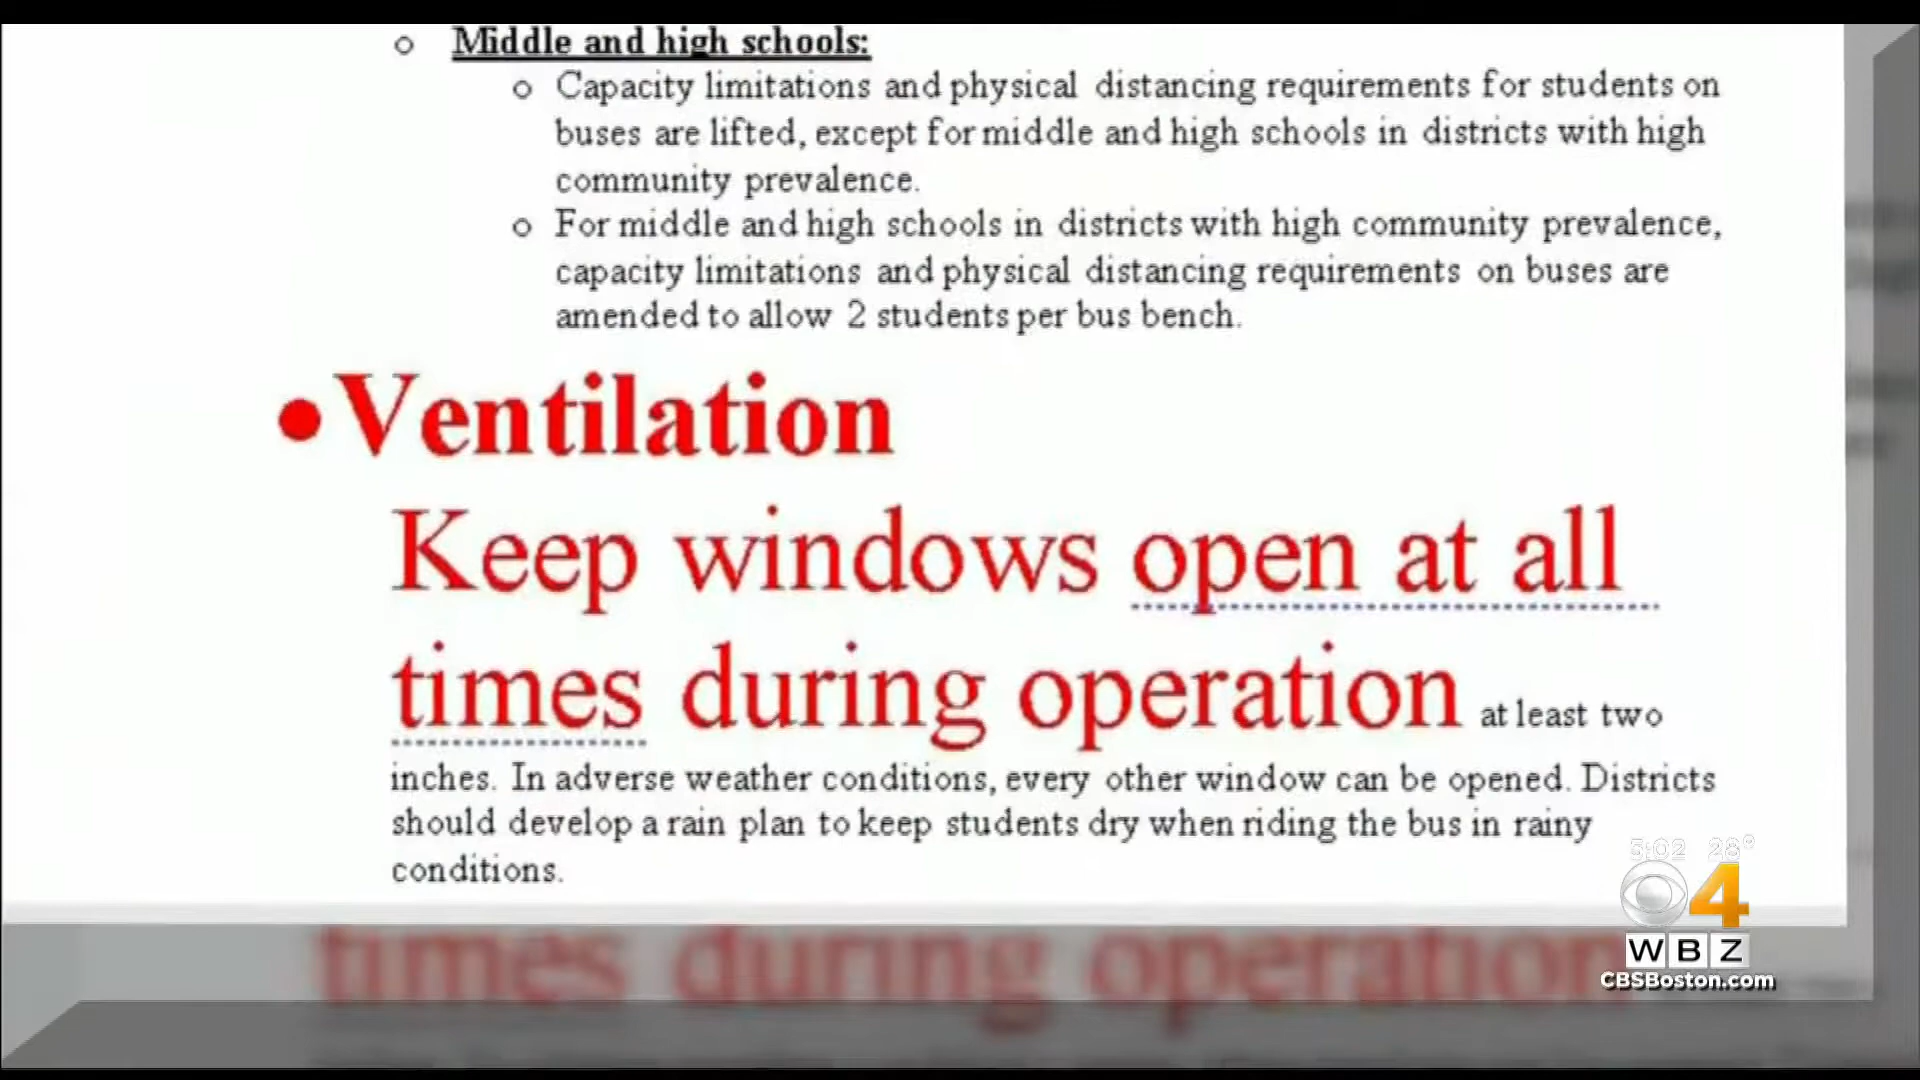 Middle and high schools:
o Capacity limitations and physical distancing requirements for students on
buses are lifted, except for middle and high schools in districts with high
community prevalence.
o For middle and high schools in districts with high community prevalence,
capacity limitations and physical distancing requirements on buses are
amended to allow 2 students per bus bench.
• Ventilation
Keep windows open at all
times during operation at least two
inches. In adverse weather conditions, every other window can be opened. Districts
should develop a rain plan to keep students dry when riding the bus in rainy
conditions.
5:02 28°
4
WBZ
CBSBoston.com
times during operation